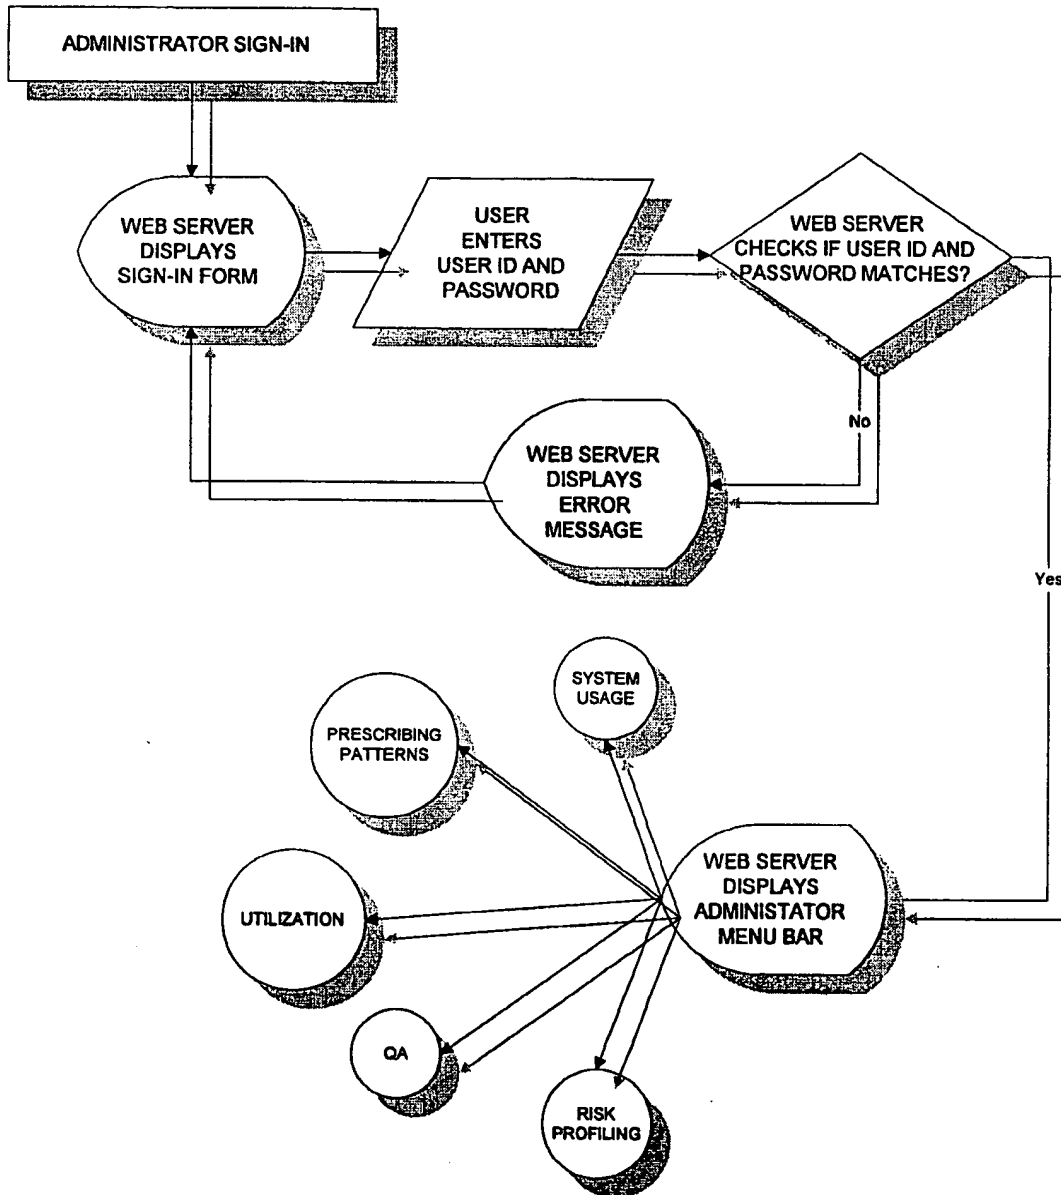 ADMINISTRATOR SIGN-IN
WEB SERVER
DISPLAYS
SIGN-IN FORM
USER
ENTERS
USER ID AND
PASSWORD
WEB SERVER
CHECKS IF USER ID AND
PASSWORD MATCHES?
No
WEB SERVER
DISPLAYS
ERROR
MESSAGE
Yes
SYSTEM
USAGE
PRESCRIBING
PATTERNS
WEB SERVER
DISPLAYS
ADMINISTATOR
MENU BAR
UTILIZATION
QA
RISK
PROFILING